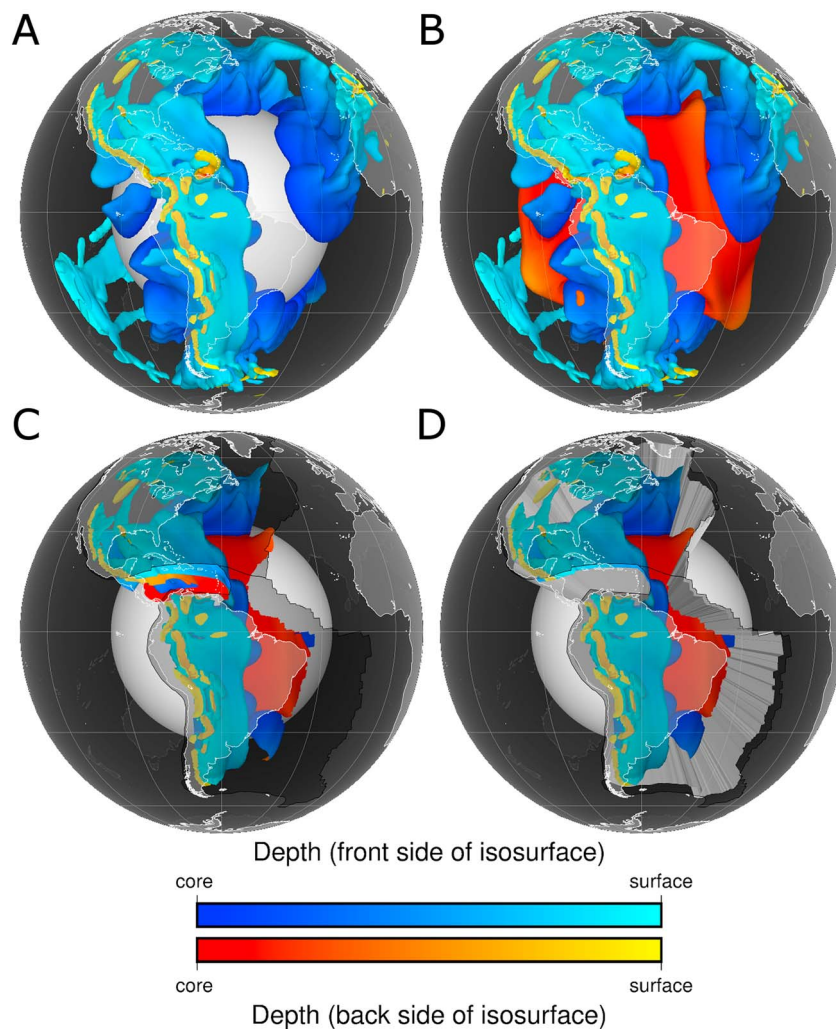 A
B
C
D
Depth (front side of isosurface)
core surface
core surface
Depth (back side of isosurface)